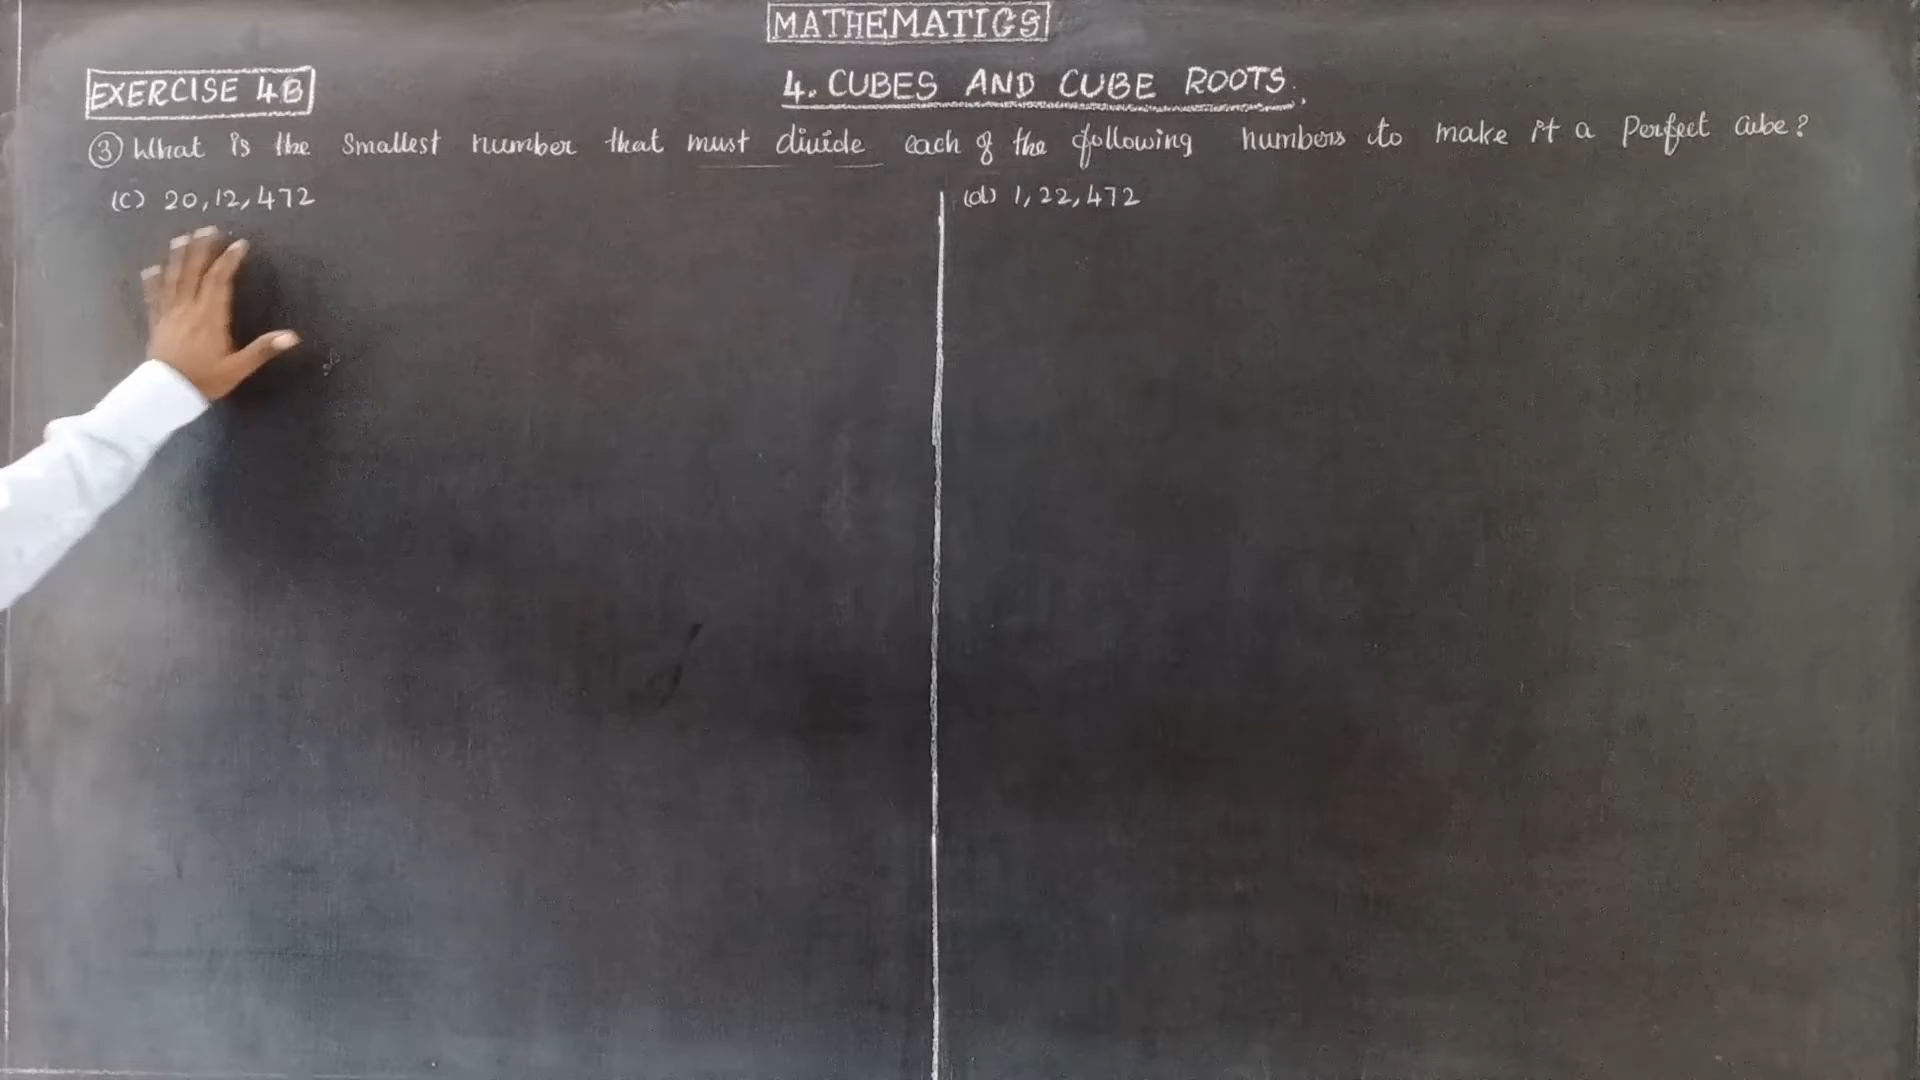 MATHEMATICS
EXERCISE 4B
4. CUBES AND CUBE ROOTS.
③ What is the smallest number that must divide each of the following numbers to make it a perfect cube?
(c) 20,12,472
(d) 1,22,472